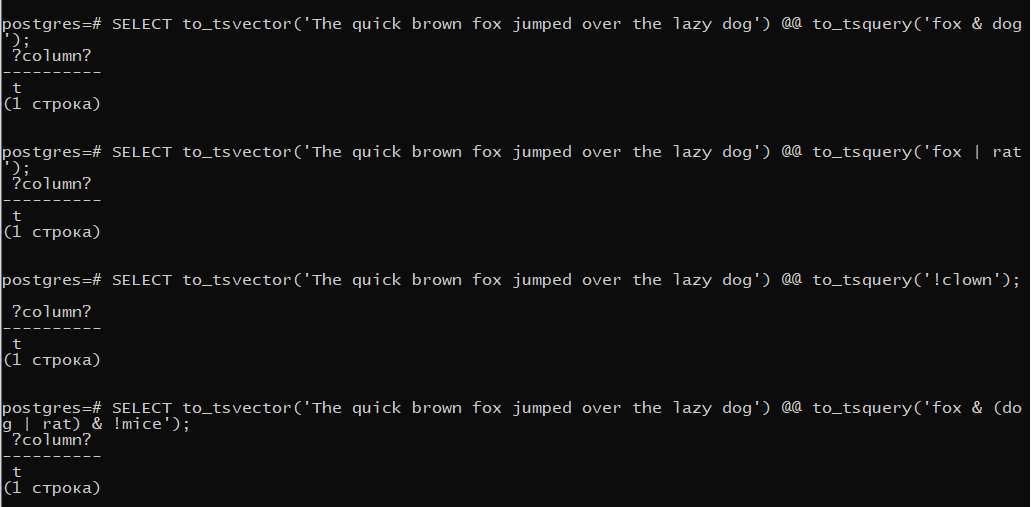 postgres=# SELECT to_tsvector('The quick brown fox jumped over the lazy dog') @@ to_tsquery('fox & dog
');
 ?column?
----------
 t
(1 строка)
postgres=# SELECT to_tsvector('The quick brown fox jumped over the lazy dog') @@ to_tsquery('fox | rat
');
 ?column?
----------
 t
(1 строка)
postgres=# SELECT to_tsvector('The quick brown fox jumped over the lazy dog') @@ to_tsquery('!clown');
 ?column?
----------
 t
(1 строка)
postgres=# SELECT to_tsvector('The quick brown fox jumped over the lazy dog') @@ to_tsquery('fox & (do
g | rat) & !mice');
 ?column?
----------
 t
(1 строка)